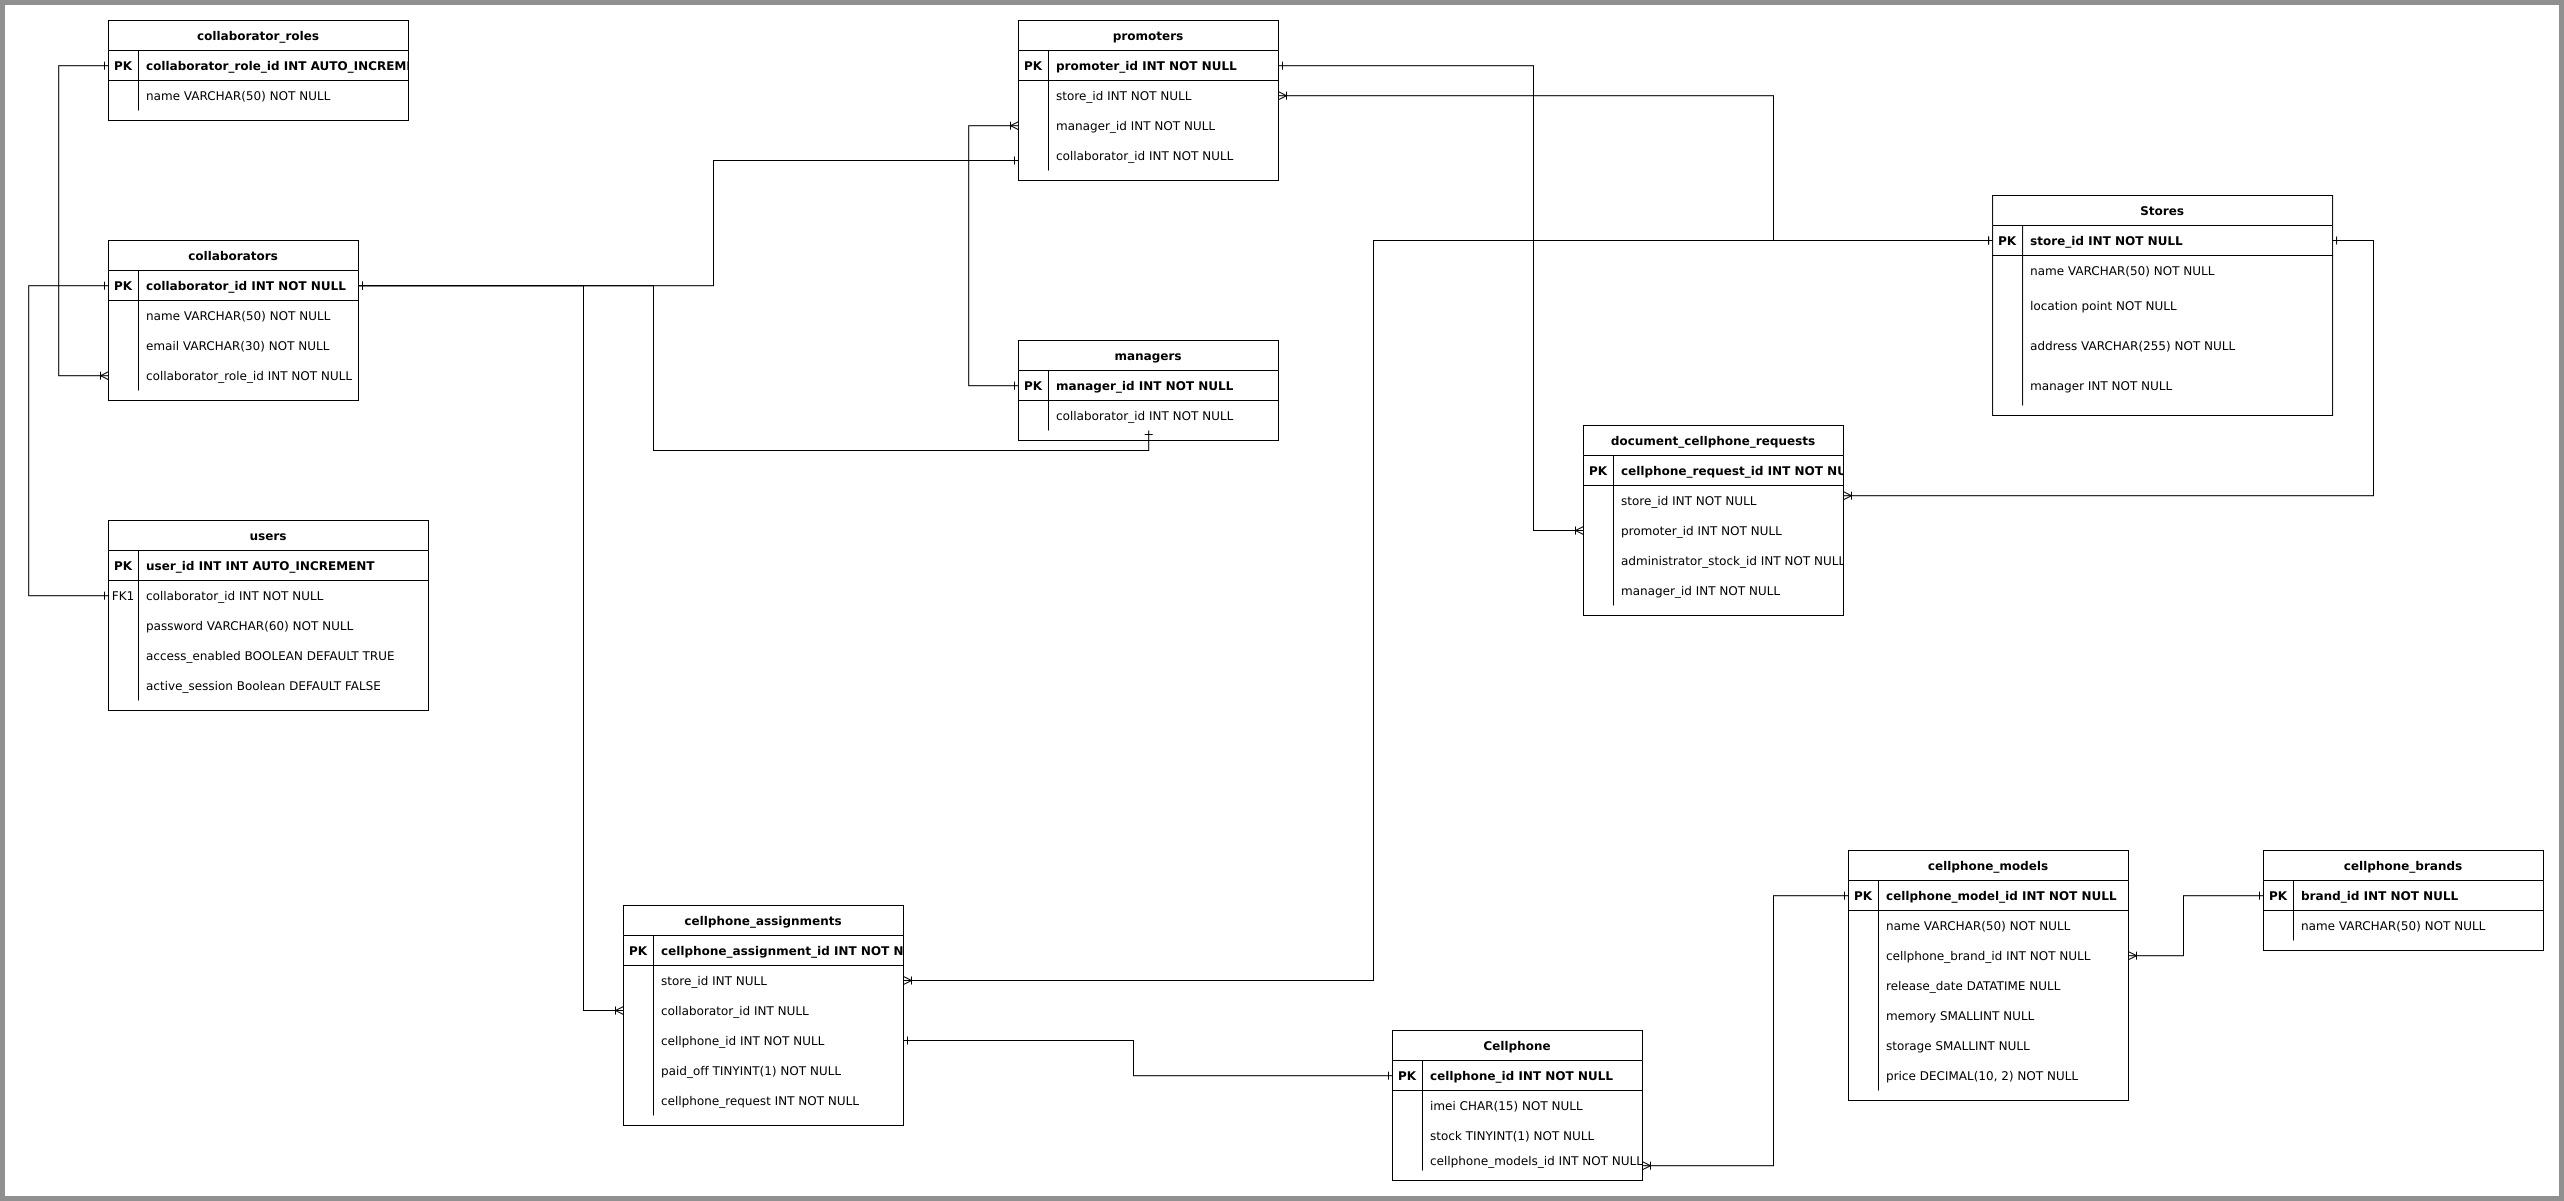 collaborator_roles
PK collaborator_role_id INT AUTO_INCREM
name VARCHAR(50) NOT NULL
promoters
PK promoter_id INT NOT NULL
store_id INT NOT NULL
manager_id INT NOT NULL
collaborator_id INT NOT NULL
Stores
PK store_id INT NOT NULL
name VARCHAR(50) NOT NULL
location point NOT NULL
address VARCHAR(255) NOT NULL
manager INT NOT NULL
collaborators
PK collaborator_id INT NOT NULL
name VARCHAR(50) NOT NULL
email VARCHAR(30) NOT NULL
collaborator_role_id INT NOT NULL
managers
PK manager_id INT NOT NULL
collaborator_id INT NOT NULL
document_cellphone_requests
PK cellphone_request_id INT NOT NU
store_id INT NOT NULL
promoter_id INT NOT NULL
administrator_stock_id INT NOT NULL
manager_id INT NOT NULL
users
PK user_id INT INT AUTO_INCREMENT
FK1 collaborator_id INT NOT NULL
password VARCHAR(60) NOT NULL
access_enabled BOOLEAN DEFAULT TRUE
active_session Boolean DEFAULT FALSE
cellphone_assignments
PK cellphone_assignment_id INT NOT N
store_id INT NULL
collaborator_id INT NULL
cellphone_id INT NOT NULL
paid_off TINYINT(1) NOT NULL
cellphone_request INT NOT NULL
Cellphone
PK cellphone_id INT NOT NULL
imei CHAR(15) NOT NULL
stock TINYINT(1) NOT NULL
cellphone_models_id INT NOT NULL
cellphone_models
PK cellphone_model_id INT NOT NULL
name VARCHAR(50) NOT NULL
cellphone_brand_id INT NOT NULL
release_date DATATIME NULL
memory SMALLINT NULL
storage SMALLINT NULL
price DECIMAL(10, 2) NOT NULL
cellphone_brands
PK brand_id INT NOT NULL
name VARCHAR(50) NOT NULL